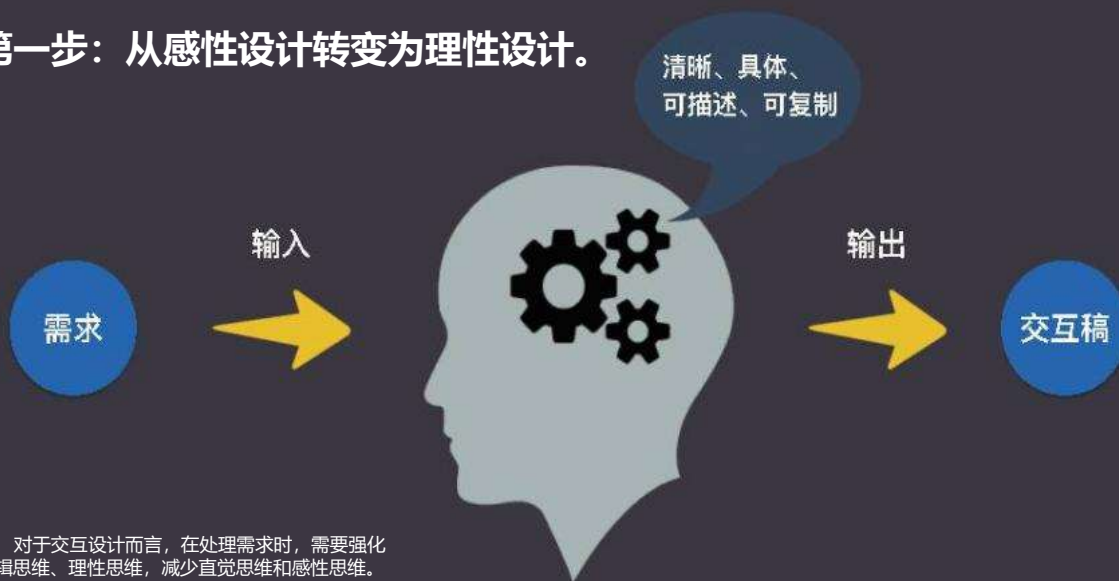 第一步：从感性设计转变为理性设计。
清晰、具体、
可描述、可复制
输入
输出
需求
交互稿
对于交互设计而言，在处理需求时，需要强化
辑思维、理性思维，减少直觉思维和感性思维。